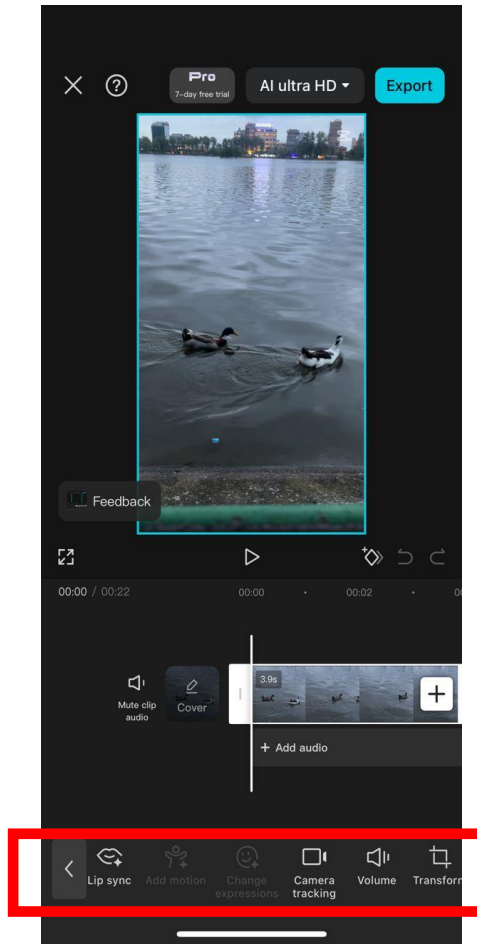 Pro
7-day free trial
AI ultra HD
Export
Feedback
00:00 / 00:22
00:00
00:02
Mute clip
audio
Cover
3.9s
+ Add audio
Lip sync
Add motion
Change
expressions
Camera
tracking
Volume
Transform